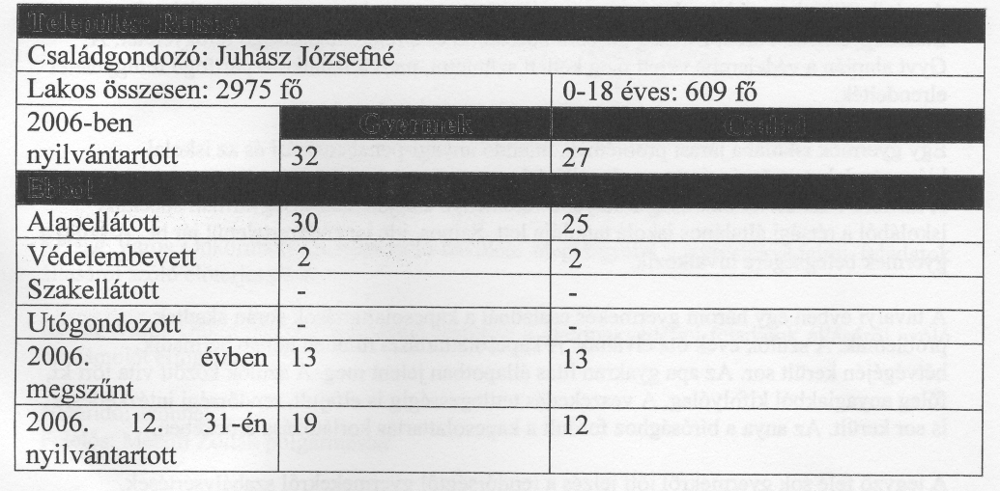 Település: Rétság
Családgondozó: Juhász Józsefné
Lakos összesen: 2975 fő 0-18 éves: 609 fő
2006-ben Gyermek Család
nyilvántartott 32 27
Ebből
Alapellátott 30 25
Védelembevett 2 2
Szakellátott - -
Utógondozott - -
2006. évben 13 13
megszűnt
2006. 12. 31-én 19 12
nyilvántartott